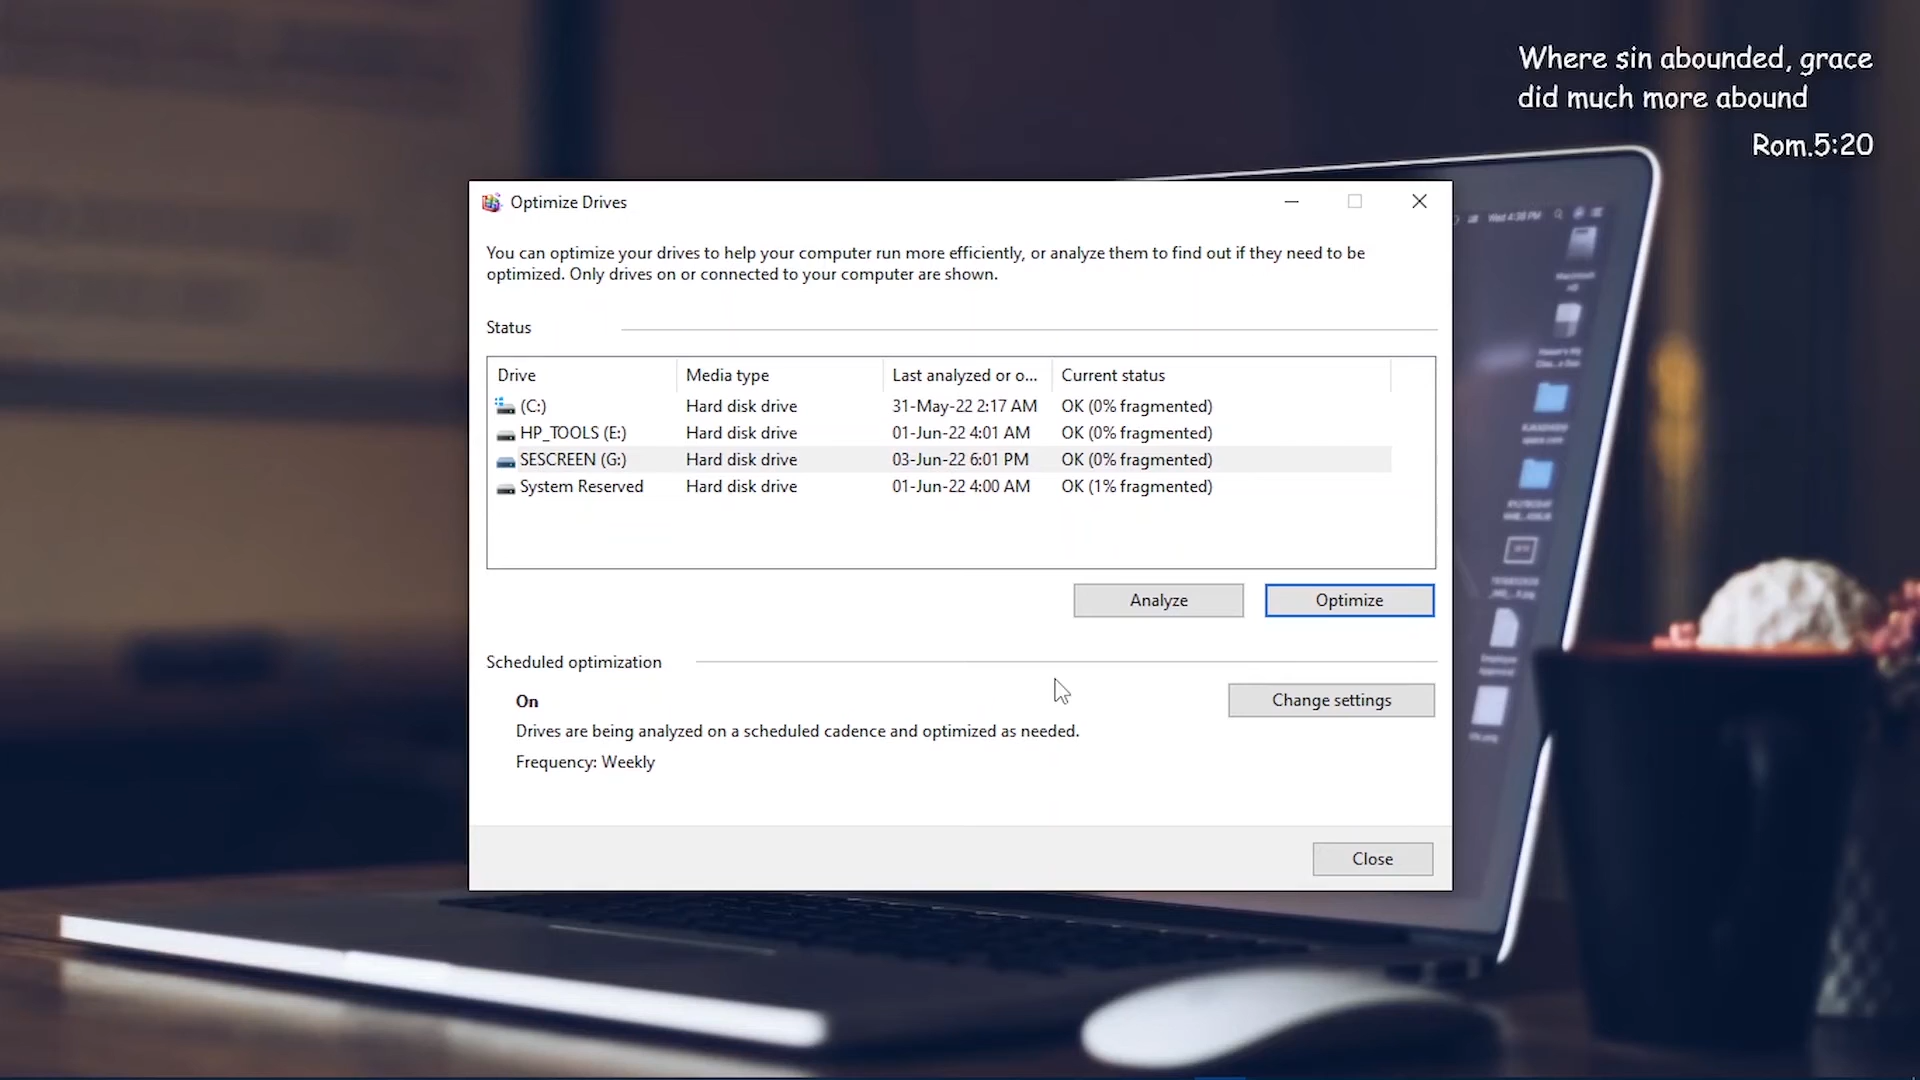 Where sin abounded, grace
did much more abound
Rom.5:20
Optimize Drives
You can optimize your drives to help your computer run more efficiently, or analyze them to find out if they need to be
optimized. Only drives on or connected to your computer are shown.
Status
Drive Media type Last analyzed or o... Current status
(C:) Hard disk drive 31-May-22 2:17 AM OK (0% fragmented)
HP_TOOLS (E:) Hard disk drive 01-Jun-22 4:01 AM OK (0% fragmented)
SESCREEN (G:) Hard disk drive 03-Jun-22 6:01 PM OK (0% fragmented)
System Reserved Hard disk drive 01-Jun-22 4:00 AM OK (1% fragmented)
Analyze Optimize
Scheduled optimization
On
Change settings
Drives are being analyzed on a scheduled cadence and optimized as needed.
Frequency: Weekly
Close
Wed 4:38 PM